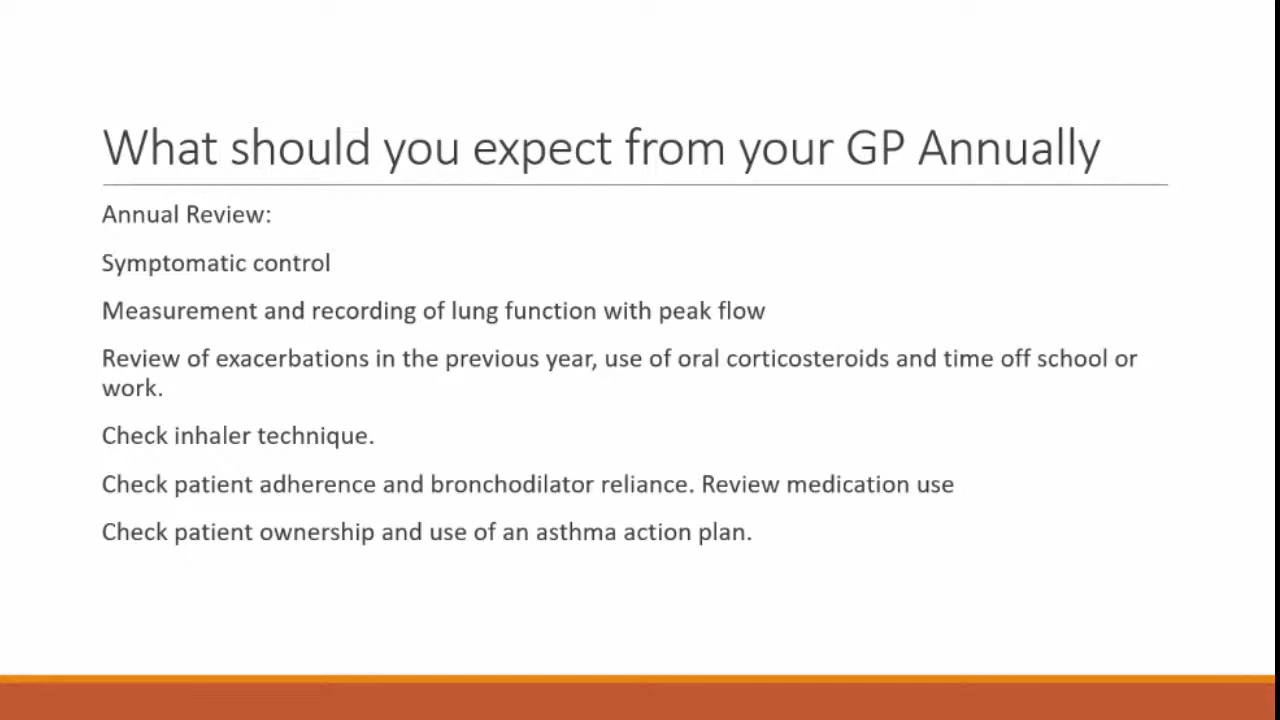 What should you expect from your GP Annually
Annual Review:
Symptomatic control
Measurement and recording of lung function with peak flow
Review of exacerbations in the previous year, use of oral corticosteroids and time off school or
work.
Check inhaler technique.
Check patient adherence and bronchodilator reliance. Review medication use
Check patient ownership and use of an asthma action plan.